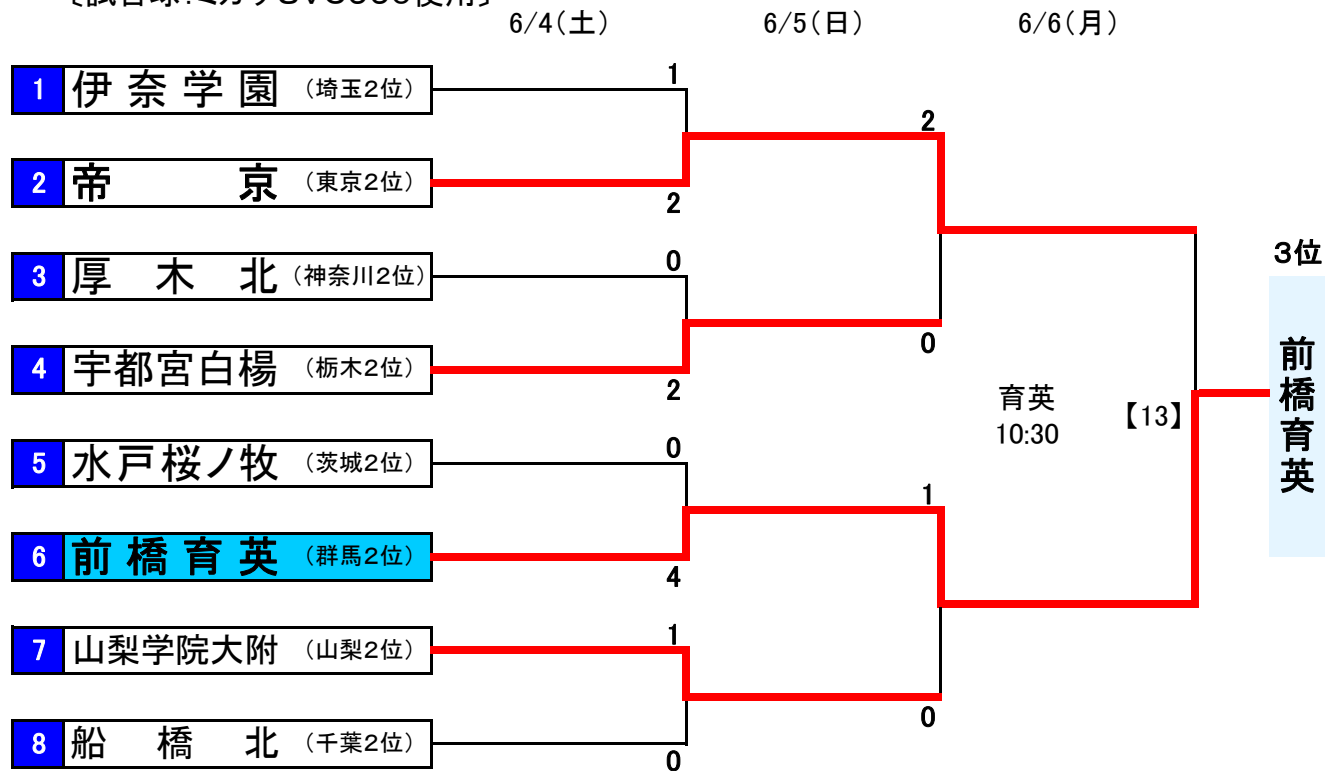 6/4(土) 6/5(日) 6/6(月)
1 伊奈学園 (埼玉2位) 1
2
2 帝京 (東京2位) 2
3 厚木北 (神奈川2位) 0
3位
0
4 宇都宮白楊 (栃木2位) 2
前橋育英
育英 【13】
10:30
5 水戸桜ノ牧 (茨城2位) 0
1
6 前橋育英 (群馬2位) 4
7 山梨学院大附 (山梨2位) 1
0
8 船橋北 (千葉2位) 0